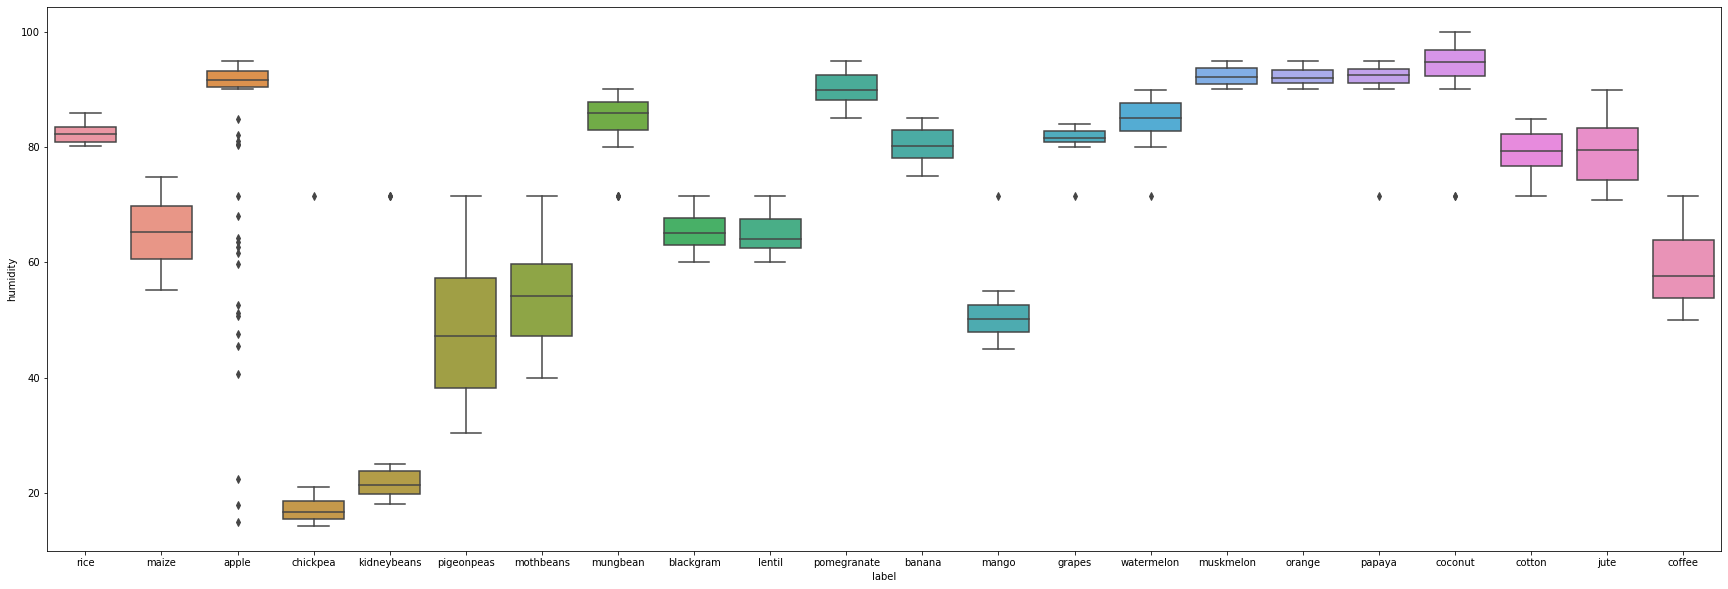 100
80
60
40
20
humidity
rice maize apple chickpea kidneybeans pigeonpeas mothbeans mungbean blackgram lentil pomegranate banana mango grapes watermelon muskmelon orange papaya coconut cotton jute coffee
label